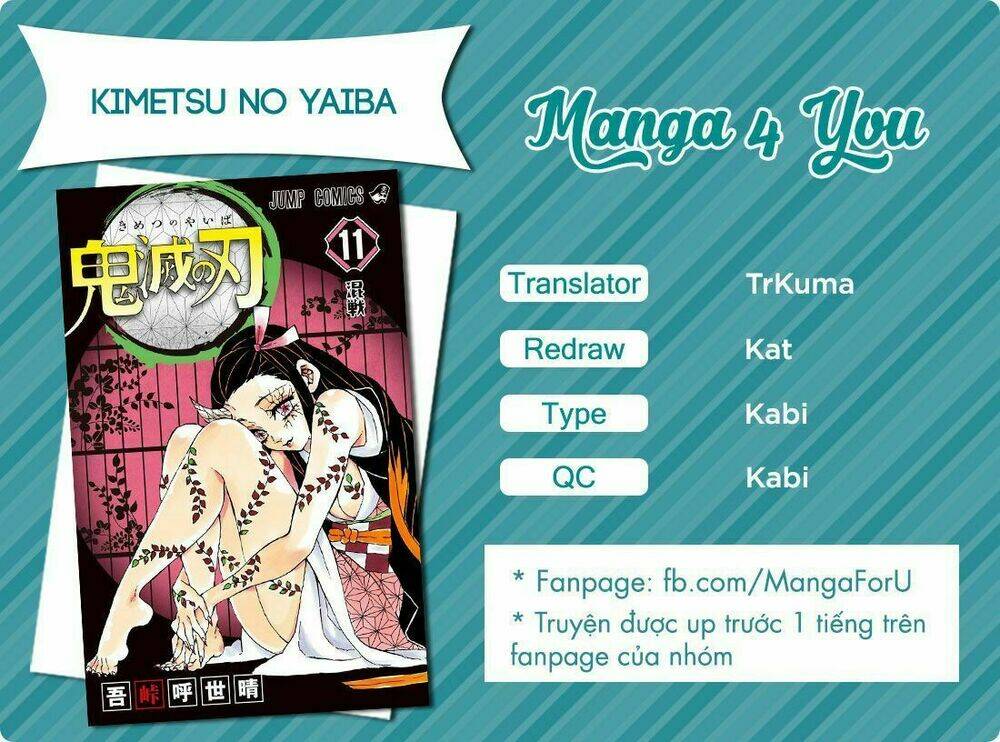 KIMETSU NO YAIBA
Manga 4 You
JUMP COMICS
きめつのやいば
鬼滅の刃
11
混戦
吾峠呼世晴
Translator TrKuma
Redraw Kat
Type Kabi
QC Kabi
* Fanpage: fb.com/MangaForU
* Truyện được up trước 1 tiếng trên
fanpage của nhóm